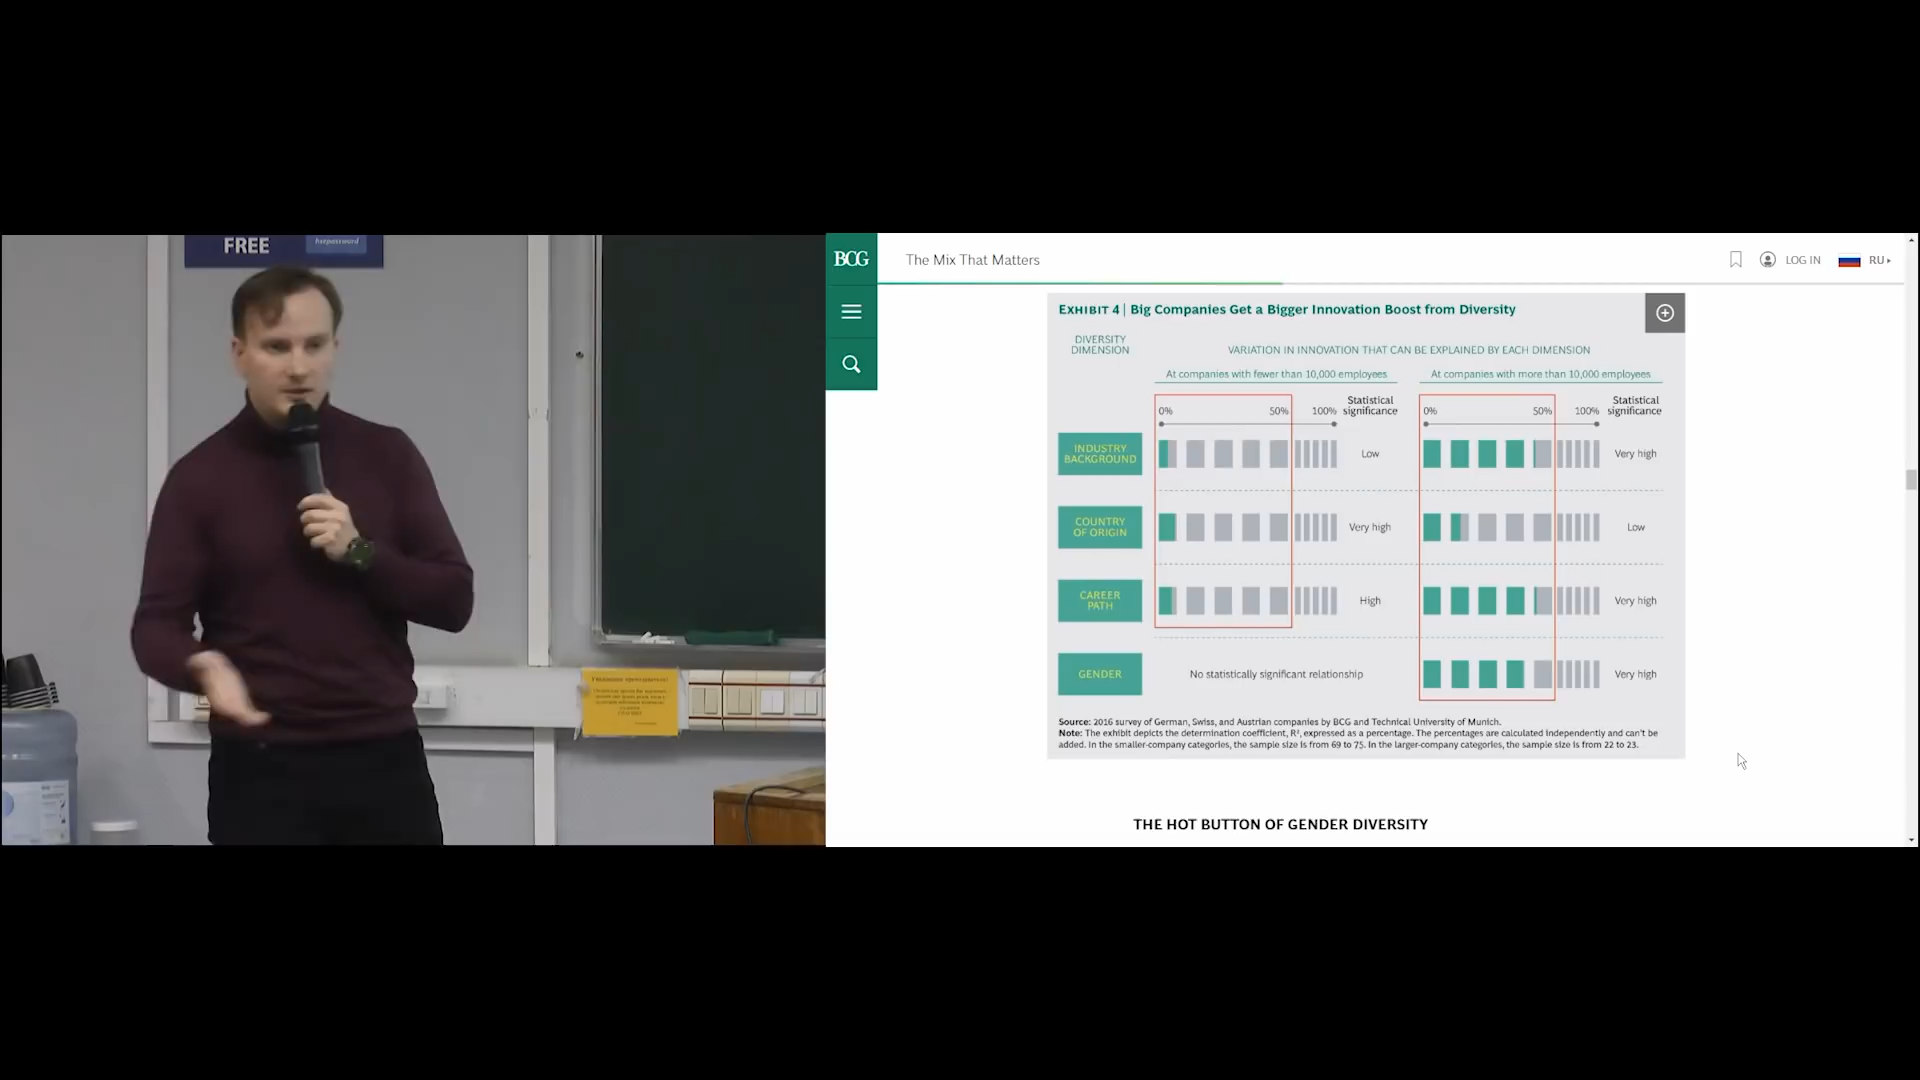 FREE
freepassword
BCG
The Mix That Matters
LOG IN
RU
EXHIBIT 4 | Big Companies Get a Bigger Innovation Boost from Diversity
DIVERSITY
DIMENSION
VARIATION IN INNOVATION THAT CAN BE EXPLAINED BY EACH DIMENSION
At companies with fewer than 10,000 employees
At companies with more than 10,000 employees
0% 50% 100% Statistical significance
0% 50% 100% Statistical significance
INDUSTRY
BACKGROUND
Low
Very high
COUNTRY
OF ORIGIN
Very high
Low
CAREER
PATH
High
Very high
GENDER
No statistically significant relationship
Very high
Source: 2016 survey of German, Swiss, and Austrian companies by BCG and Technical University of Munich.
Note: The exhibit depicts the determination coefficient, R², expressed as a percentage. The percentages are calculated independently and can't be
added. In the smaller-company categories, the sample size is from 69 to 75. In the larger-company categories, the sample size is from 22 to 23.
THE HOT BUTTON OF GENDER DIVERSITY